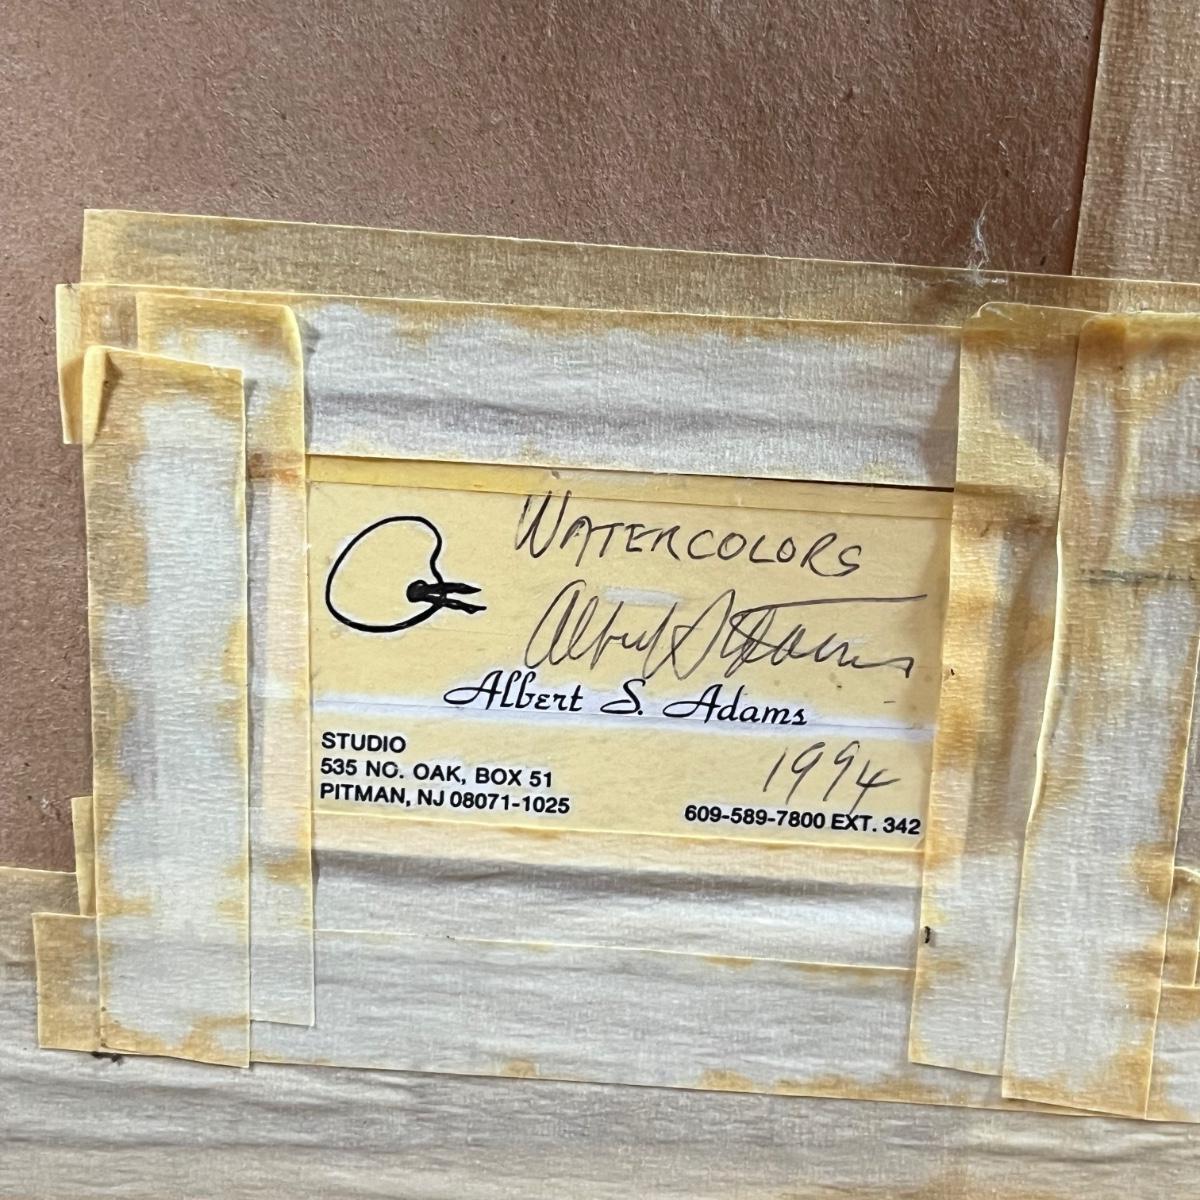 WATERCOLORS
Albert S Adams
Albert S. Adams
1994
STUDIO
535 NO. OAK, BOX 51
PITMAN, NJ 08071-1025
609-589-7800 EXT. 342